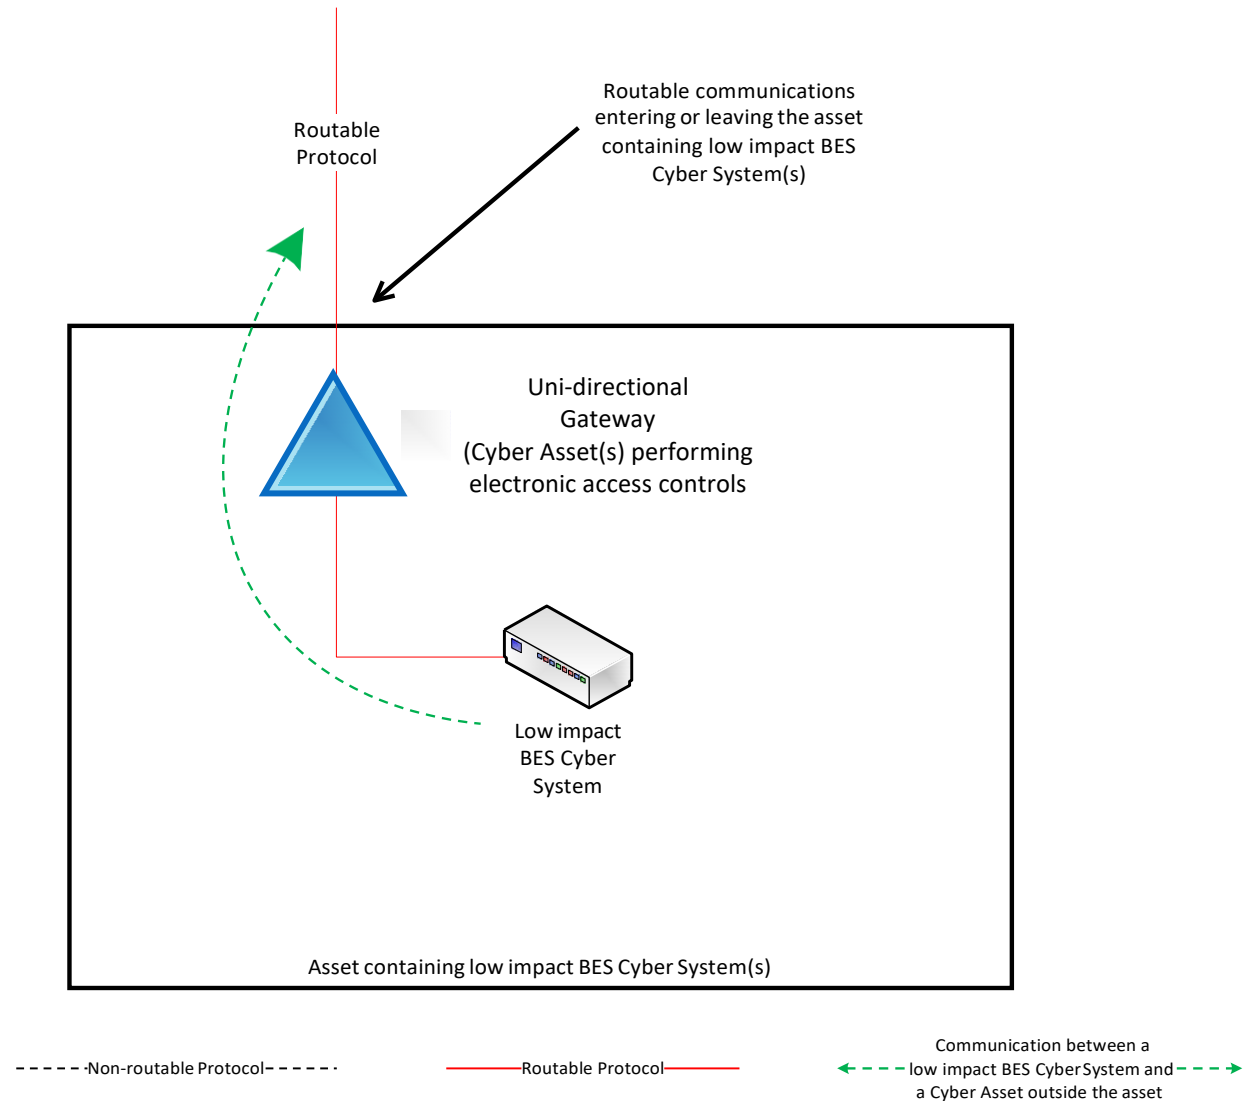 Routable communications
entering or leaving the asset
containing low impact BES
Cyber System(s)
Routable
Protocol
Uni-directional
Gateway
(Cyber Asset(s) performing
electronic access controls
Low impact
BES Cyber
System
Asset containing low impact BES Cyber System(s)
Non-routable Protocol
Routable Protocol
Communication between a
low impact BES Cyber System and
a Cyber Asset outside the asset